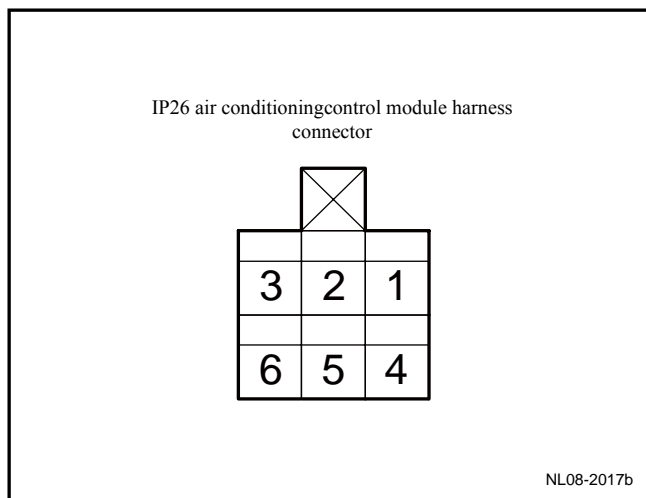 IP26 air conditioningcontrol module harness
connector
3 2 1
6 5 4
NL08-2017b